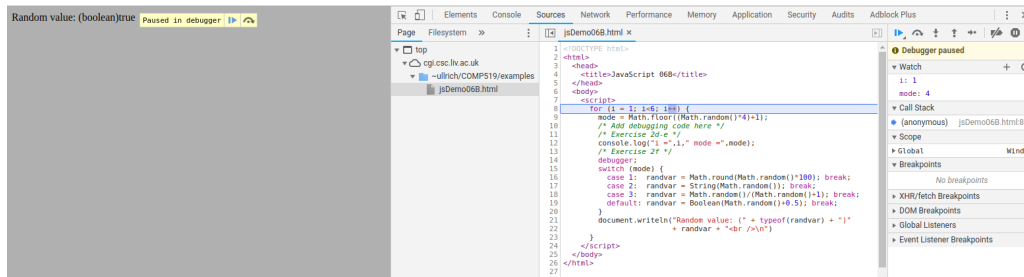 Random value: (boolean)true
Paused in debugger
Elements Console Sources Network Performance Memory Application Security Audits Adblock Plus
Page Filesystem »
jsDemo06B.html ×
top
cgi.csc.liv.ac.uk
~ullrich/COMP519/examples
jsDemo06B.html
1 <!DOCTYPE html>
2 <html>
3 <head>
4 <title>JavaScript 06B</title>
5 </head>
6 <body>
7 <script>
8 for (i = 1; i<6; i++) {
9 mode = Math.floor((Math.random()*4)+1);
10 /* Add debugging code here */
11 /* Exercise 2d-e */
12 console.log("i =",i," mode =",mode);
13 /* Exercise 2f */
14 debugger;
15 switch (mode) {
16 case 1: randvar = Math.round(Math.random()*100); break;
17 case 2: randvar = String(Math.random()); break;
18 case 3: randvar = Math.random()/(Math.random()+1); break;
19 default: randvar = Boolean(Math.random()+0.5); break;
20 }
21 document.writeln("Random value: (" + typeof(randvar) + ")"
22 + randvar + "<br />\n")
23 }
24 </script>
25 </body>
26 </html>
27
Debugger paused
Watch
i: 1
mode: 4
Call Stack
(anonymous) jsDemo06B.html:8
Scope
Global Wind
Breakpoints
No breakpoints
XHR/fetch Breakpoints
DOM Breakpoints
Global Listeners
Event Listener Breakpoints